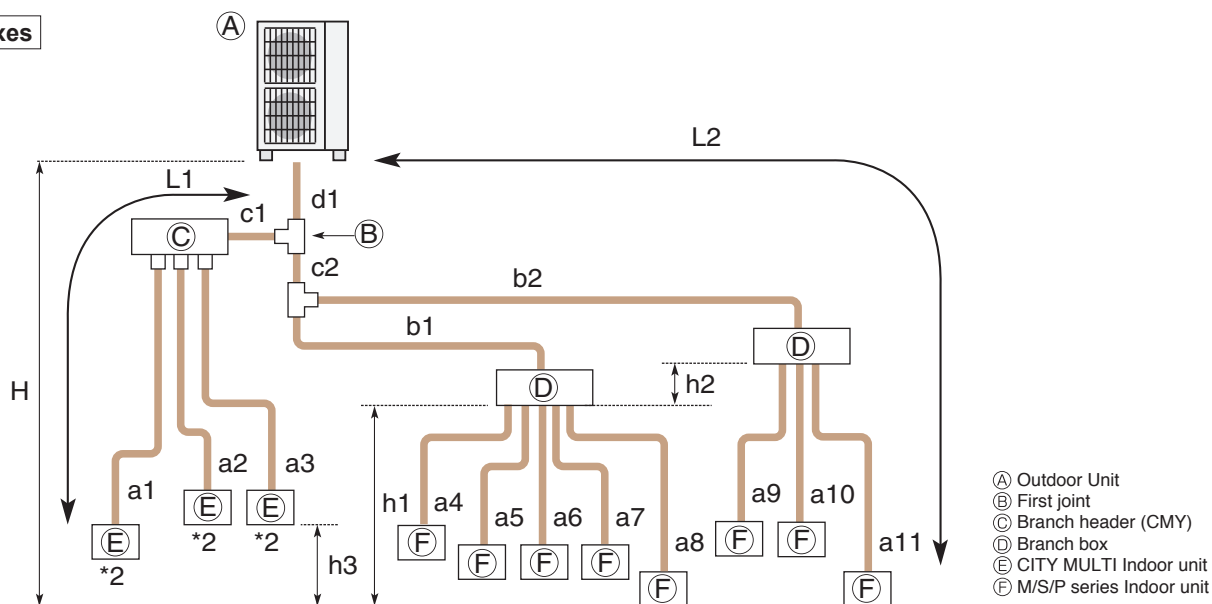 xes
A
L2
L1
d1
c1
C
B
c2
b2
b1
D
D
h2
H
a1
a2
a3
h1
a4
a5
a6
a7
a8
a9
a10
a11
E
E
E
*2
*2
*2
h3
F
F
F
F
F
F
F
F
A Outdoor Unit
B First joint
C Branch header (CMY)
D Branch box
E CITY MULTI Indoor unit
F M/S/P series Indoor unit